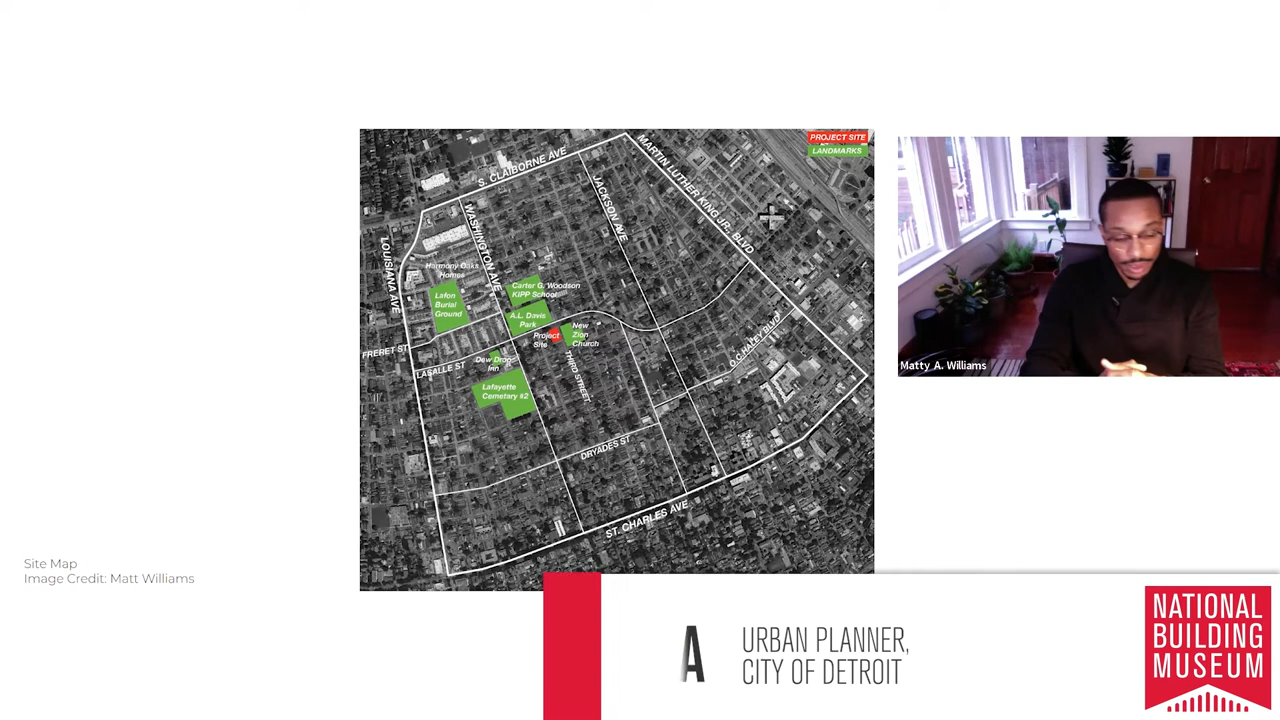 PROJECT SITE
LANDMARKS
S. CLAIBORNE AVE
MARTIN LUTHER KING JR. BLVD
JACKSON AVE
WASHINGTON AVE
LOUISIANA AVE
Harmony Oaks
Homes
Carter G. Woodson
KIPP School
Lafon
Burial
Ground
A.L. Davis
Park
New
Zion
Church
Project
Site
FRERET ST
THIRD STREET
O.C. HALEY BLVD
Dew Drop
Inn
LASALLE ST
Lafayette
Cemetary #2
DRYADES ST
ST. CHARLES AVE
Matty A. Williams
Site Map
Image Credit: Matt Williams
A
URBAN PLANNER,
CITY OF DETROIT
NATIONAL
BUILDING
MUSEUM